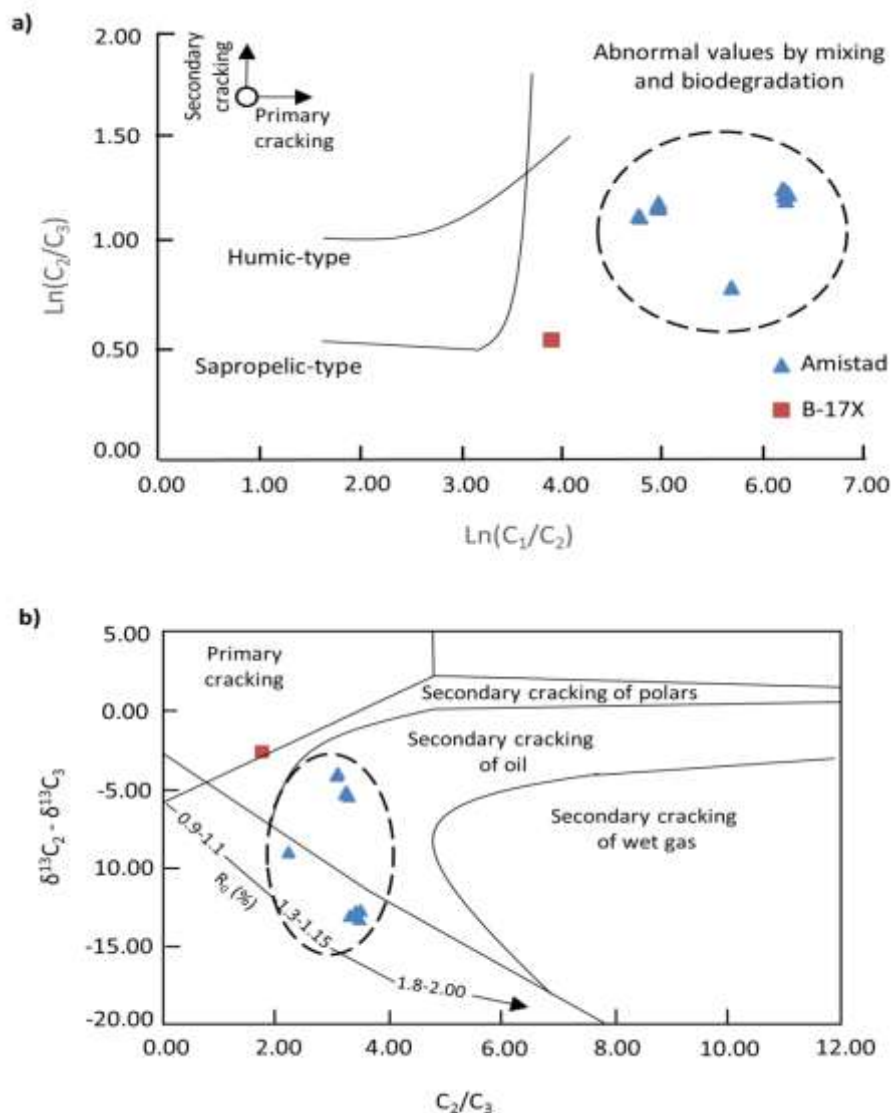 a)
2.00
1.50
1.00
0.50
0.00
Ln(C₂/C₃)
Secondary
cracking
Primary
cracking
Abnormal values by mixing
and biodegradation
Humic-type
Sapropelic-type
Amistad
B-17X
0.00 1.00 2.00 3.00 4.00 5.00 6.00 7.00
Ln(C₁/C₂)
b)
5.00
0.00
-5.00
10.00
-15.00
-20.00
δ¹³C₂ - δ¹³C₃
Primary
cracking
Secondary cracking of polars
Secondary cracking
of oil
Secondary cracking
of wet gas
0.9-1.1
R₀ (%)
1.3-1.15
1.8-2.00
0.00 2.00 4.00 6.00 8.00 10.00 12.00
C₂/C₃